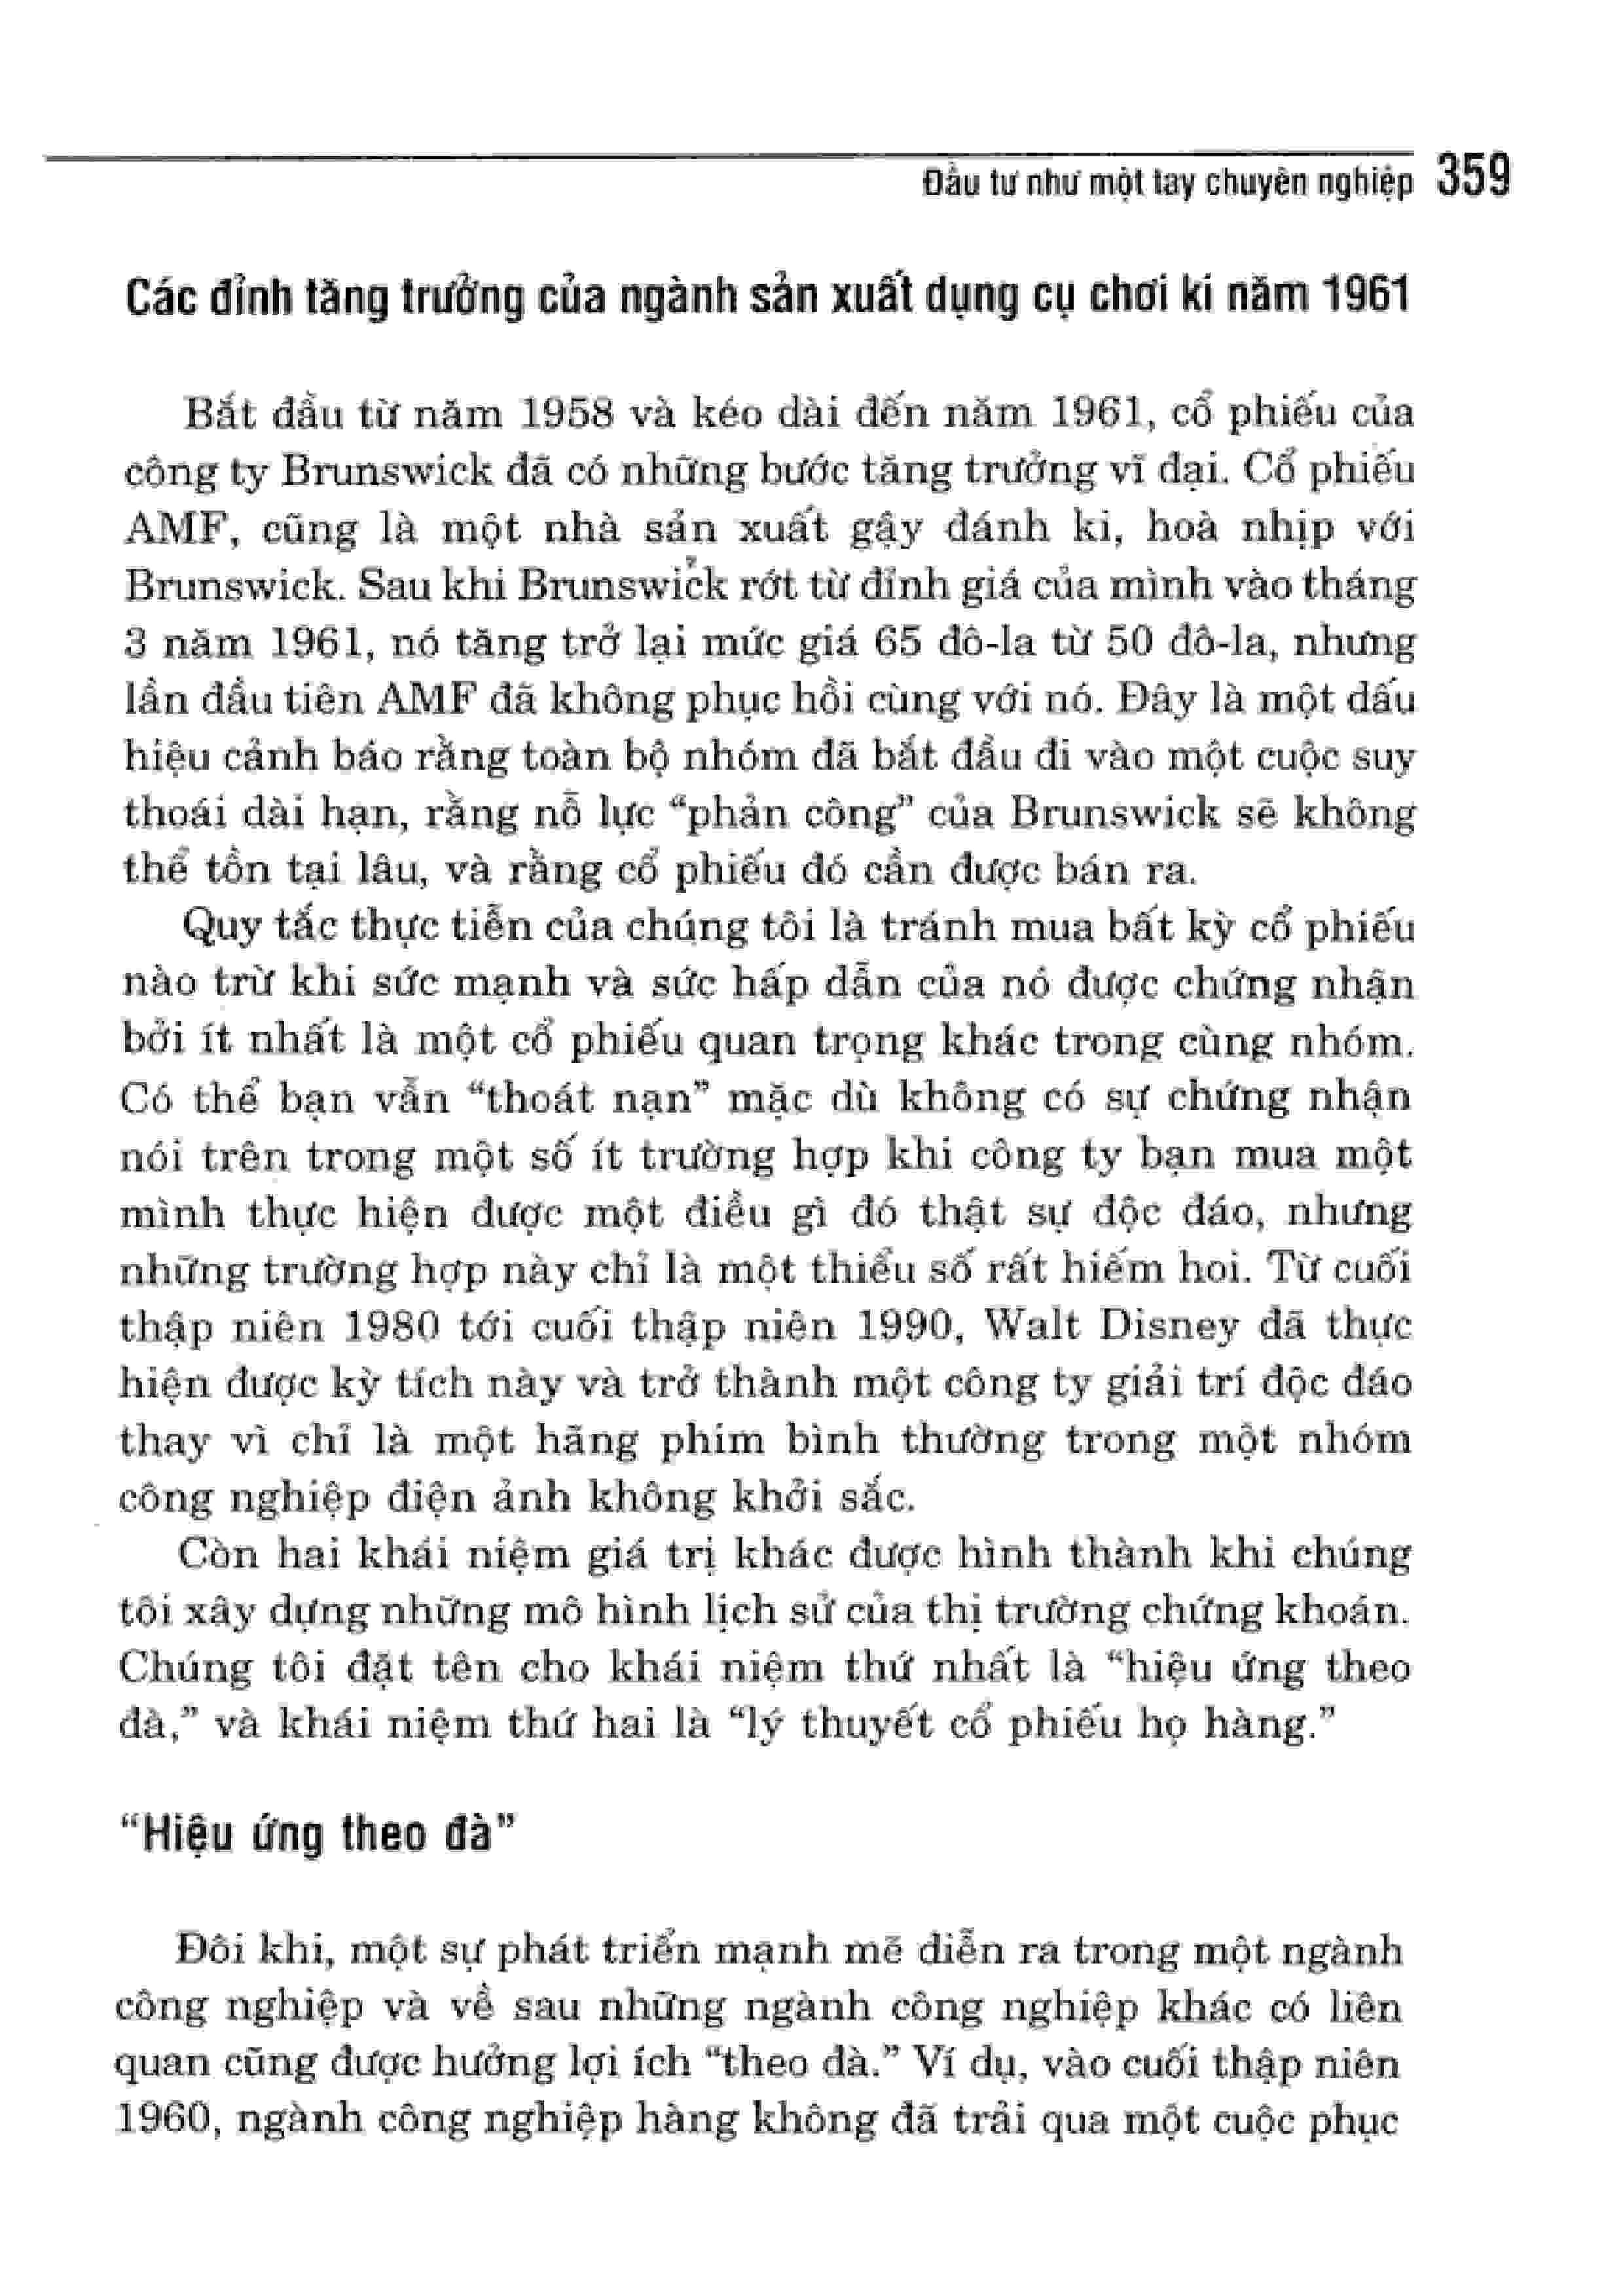 Đầu tư như một tay chuyên nghiệp 359
Các đỉnh tăng trưởng của ngành sản xuất dụng cụ chơi ki năm 1961
Bắt đầu từ năm 1958 và kéo dài đến năm 1961, cổ phiếu của
công ty Brunswick đã có những bước tăng trưởng vĩ đại. Cổ phiếu
AMF, cũng là một nhà sản xuất gậy đánh ki, hoà nhịp với
Brunswick. Sau khi Brunswick rớt từ đỉnh giá của mình vào tháng
3 năm 1961, nó tăng trở lại mức giá 65 đô-la từ 50 đô-la, nhưng
lần đầu tiên AMF đã không phục hồi cùng với nó. Đây là một dấu
hiệu cảnh báo rằng toàn bộ nhóm đã bắt đầu đi vào một cuộc suy
thoái dài hạn, rằng nỗ lực “phản công” của Brunswick sẽ không
thể tồn tại lâu, và rằng cổ phiếu đó cần được bán ra.
Quy tắc thực tiễn của chúng tôi là tránh mua bất kỳ cổ phiếu
nào trừ khi sức mạnh và sức hấp dẫn của nó được chứng nhận
bởi ít nhất là một cổ phiếu quan trọng khác trong cùng nhóm.
Có thể bạn vẫn “thoát nạn” mặc dù không có sự chứng nhận
nói trên trong một số ít trường hợp khi công ty bạn mua một
mình thực hiện được một điều gì đó thật sự độc đáo, nhưng
những trường hợp này chỉ là một thiểu số rất hiếm hoi. Từ cuối
thập niên 1980 tới cuối thập niên 1990, Walt Disney đã thực
hiện được kỳ tích này và trở thành một công ty giải trí độc đáo
thay vì chỉ là một hãng phim bình thường trong một nhóm
công nghiệp điện ảnh không khởi sắc.
Còn hai khái niệm giá trị khác được hình thành khi chúng
tôi xây dựng những mô hình lịch sử của thị trường chứng khoán.
Chúng tôi đặt tên cho khái niệm thứ nhất là “hiệu ứng theo
đà,” và khái niệm thứ hai là “lý thuyết cổ phiếu họ hàng.”
“Hiệu ứng theo đà”
Đôi khi, một sự phát triển mạnh mẽ diễn ra trong một ngành
công nghiệp và về sau những ngành công nghiệp khác có liên
quan cũng được hưởng lợi ích “theo đà.” Ví dụ, vào cuối thập niên
1960, ngành công nghiệp hàng không đã trải qua một cuộc phục